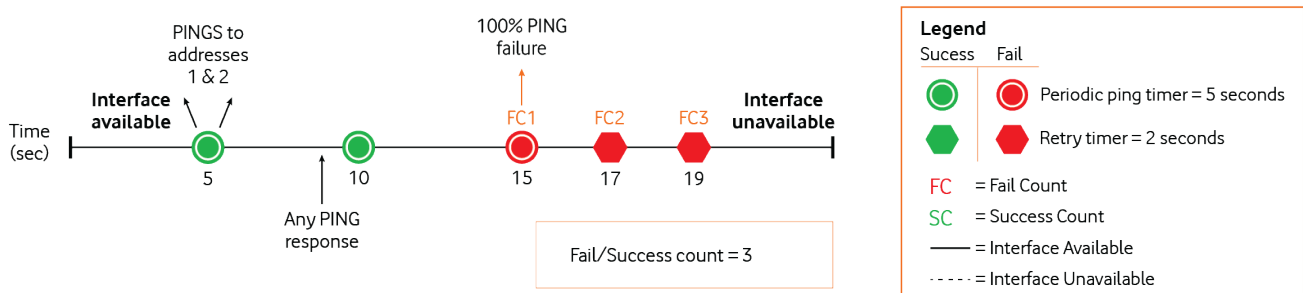 PINGS to
addresses
1 & 2
100% PING
failure
Interface
available
Interface
unavailable
FC1
FC2
FC3
Time
(sec)
5
10
15
17
19
Any PING
response
Fail/Success count = 3
Legend
Sucess
Fail
Periodic ping timer = 5 seconds
Retry timer = 2 seconds
FC = Fail Count
SC = Success Count
= Interface Available
= Interface Unavailable